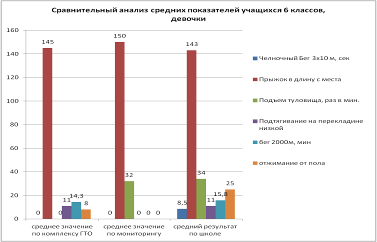 Сравнительный анализ средних показателей учащихся 6 классов,
девочки
160
140
120
100
80
60
40
20
0
145
0
0
11
14,3
8
150
0
32
0
0
0
143
8,5
34
11
15,8
25
среднее значение
по комплексу ГТО
среднее значение
по мониторингу
средний результат
по школе
Челночный Бег 3х10 м, сек
Прыжок в длину с места
Подъем туловища, раз в мин.
Подтягивание на перекладине
низкой
бег 2000м, мин
отжимание от пола